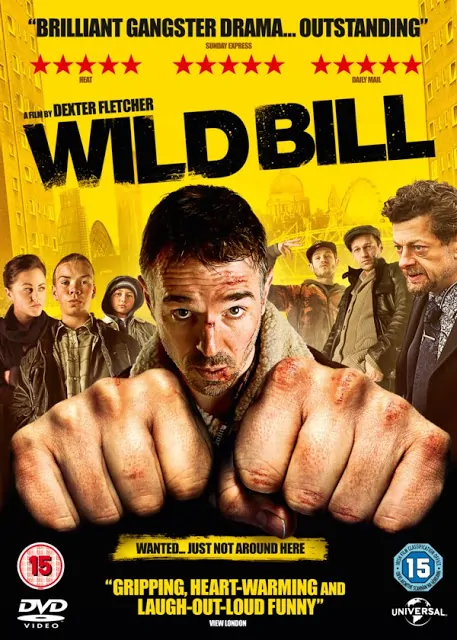 "BRILLIANT GANGSTER DRAMA... OUTSTANDING"
SUNDAY EXPRESS
HEAT
DAILY MAIL
A FILM BY DEXTER FLETCHER
WILD BILL
WANTED... JUST NOT AROUND HERE
"GRIPPING, HEART-WARMING AND
LAUGH-OUT-LOUD FUNNY"
VIEW LONDON
15
15
DVD
VIDEO
UNIVERSAL